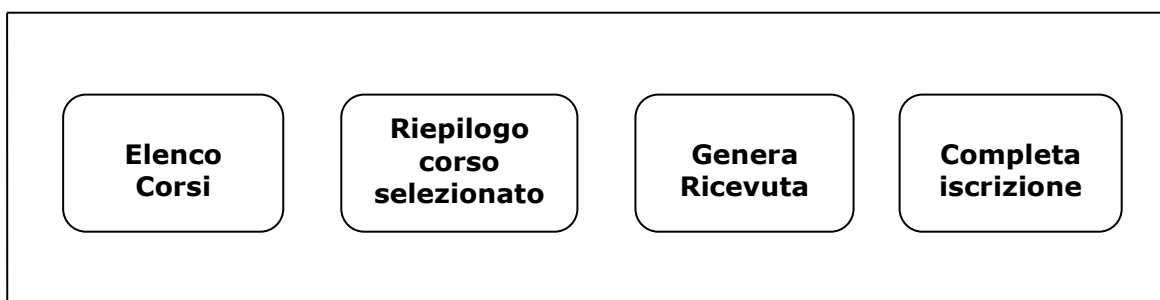 Elenco
Corsi
Riepilogo
corso
selezionato
Genera
Ricevuta
Completa
iscrizione